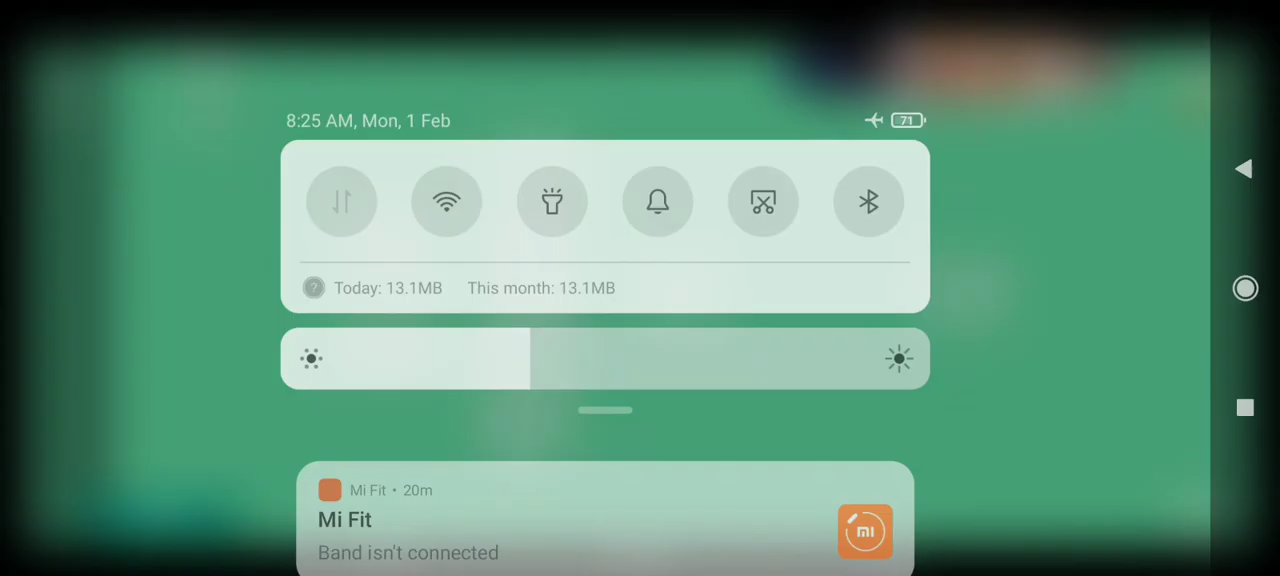 8:25 AM, Mon, 1 Feb
71
? Today: 13.1MB This month: 13.1MB
Mi Fit • 20m
Mi Fit
Band isn't connected
mi